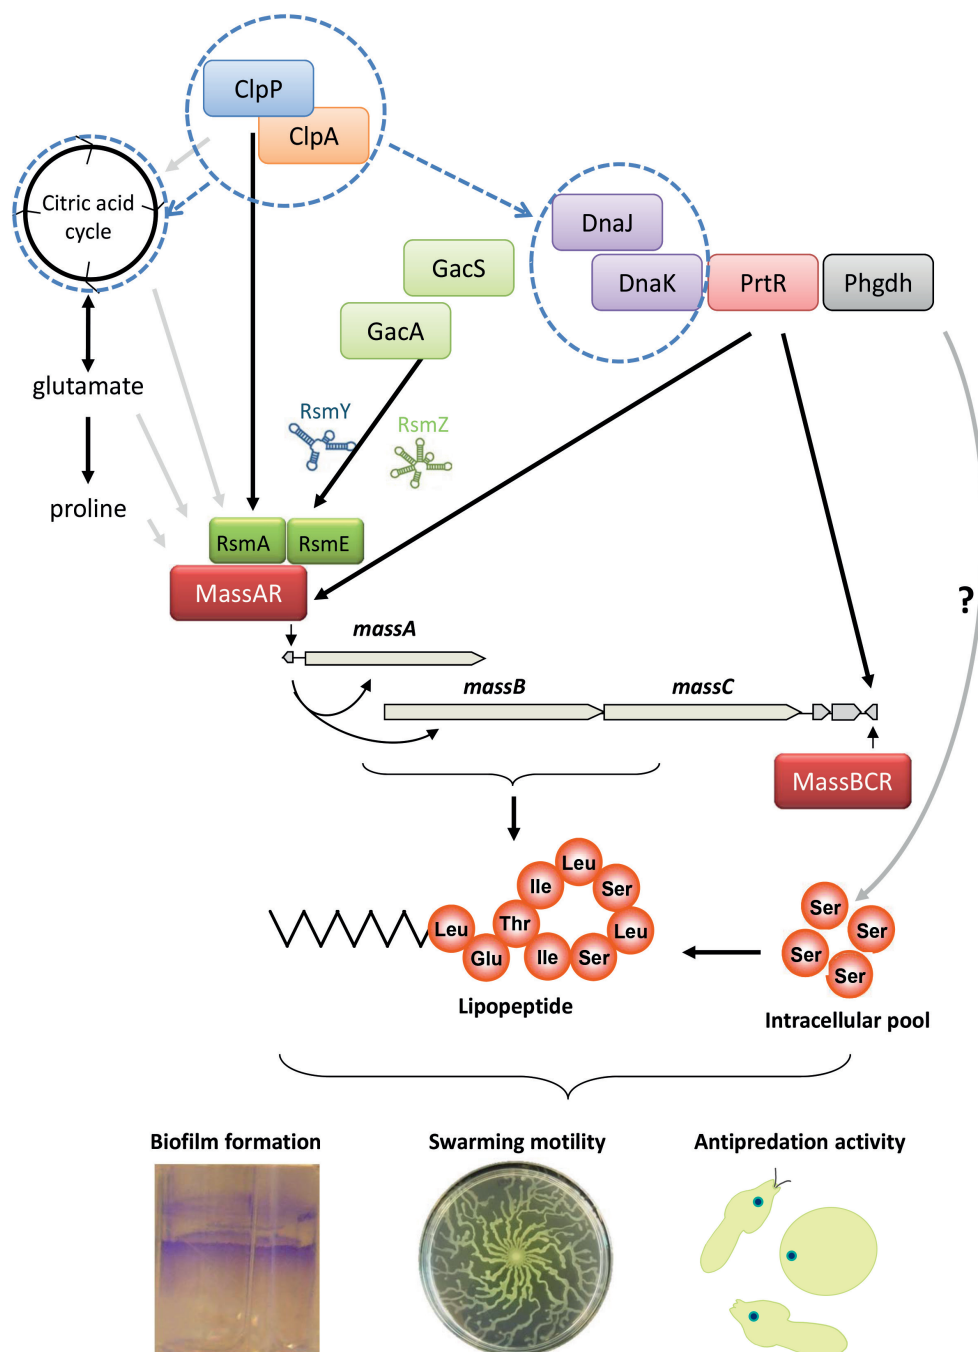 ClpP
ClpA
Citric acid
cycle
DnaJ
GacS
DnaK
PrtR
Phgdh
GacA
glutamate
RsmY
RsmZ
proline
RsmA
RsmE
MassAR
?
massA
massB
massC
MassBCR
Leu
Ile
Ser
Thr
Leu
Leu
Glu
Ile
Ser
Ser
Ser
Ser
Ser
Lipopeptide
Intracellular pool
Biofilm formation
Swarming motility
Antipredation activity